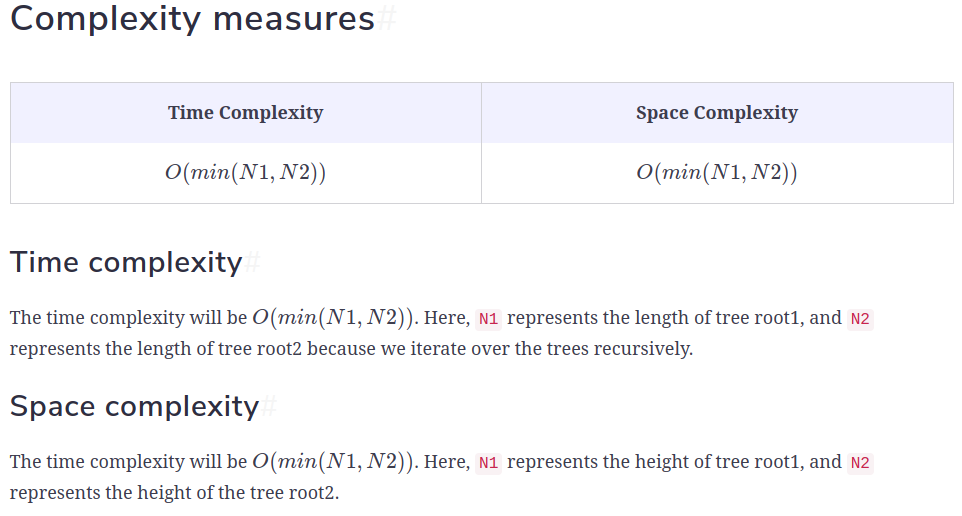 Complexity measures#
Time Complexity
Space Complexity
O(min(N1, N2))
O(min(N1, N2))
Time complexity#
The time complexity will be O(min(N1, N2)). Here, N1 represents the length of tree root1, and N2
represents the length of tree root2 because we iterate over the trees recursively.
Space complexity#
The time complexity will be O(min(N1, N2)). Here, N1 represents the height of tree root1, and N2
represents the height of the tree root2.